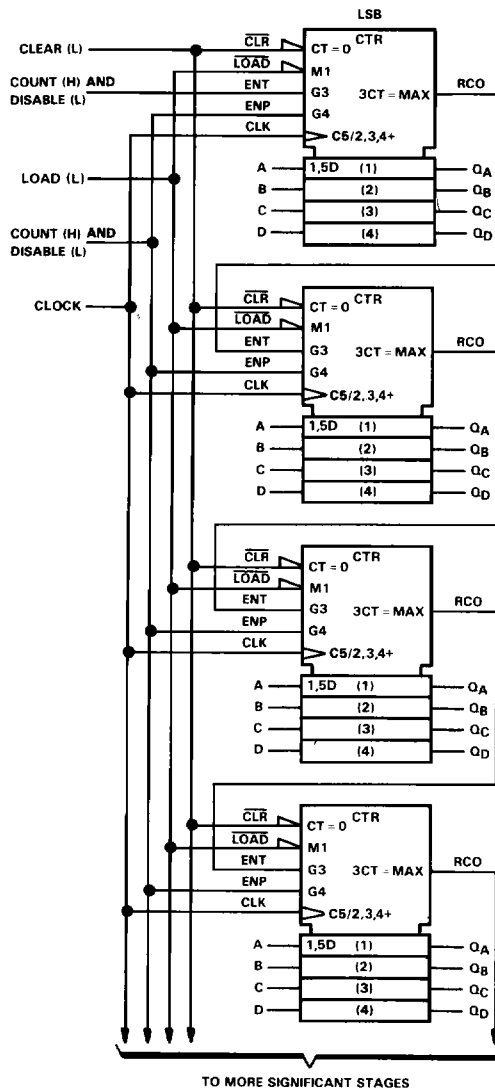 LSB
CLEAR (L)
CLR
CT = 0 CTR
LOAD
M1
COUNT (H) AND
DISABLE (L)
ENT
G3
3CT = MAX
RCO
ENP
G4
CLK
C5/2,3,4+
A
1,5D (1)
QA
LOAD (L)
B
(2)
QB
C
(3)
QC
D
(4)
QD
COUNT (H) AND
DISABLE (L)
CLOCK
CLR
CT = 0 CTR
LOAD
M1
ENT
G3
3CT = MAX
RCO
ENP
G4
CLK
C5/2,3,4+
A
1,5D (1)
QA
B
(2)
QB
C
(3)
QC
D
(4)
QD
CLR
CT = 0 CTR
LOAD
M1
ENT
G3
3CT = MAX
RCO
ENP
G4
CLK
C5/2,3,4+
A
1,5D (1)
QA
B
(2)
QB
C
(3)
QC
D
(4)
QD
CLR
CT = 0 CTR
LOAD
M1
ENT
G3
3CT = MAX
RCO
ENP
G4
CLK
C5/2,3,4+
A
1,5D (1)
QA
B
(2)
QB
C
(3)
QC
D
(4)
QD
TO MORE SIGNIFICANT STAGES